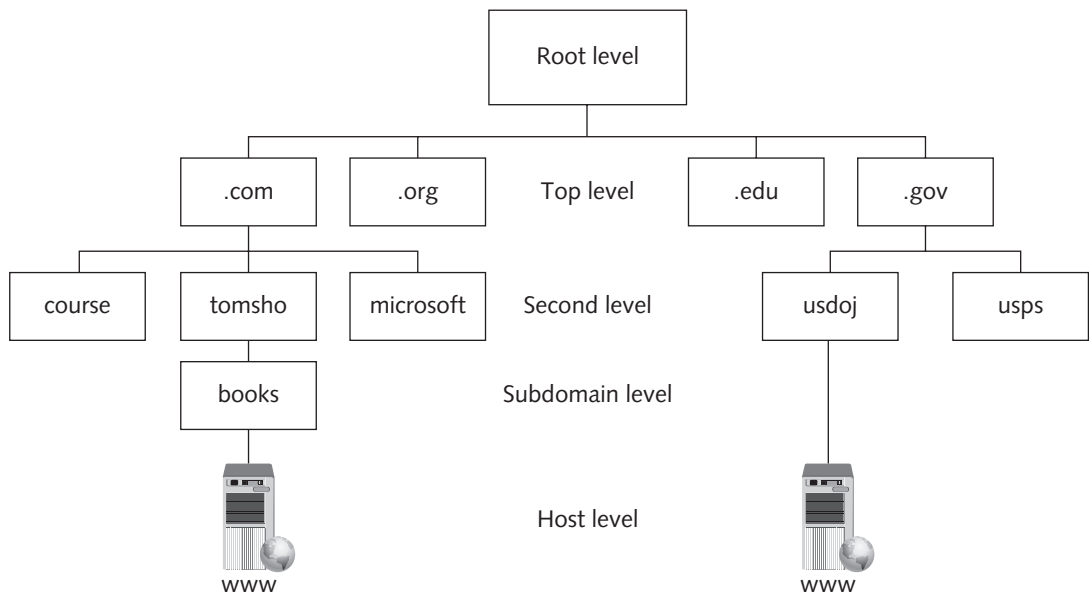 Root level
.com
.org
Top level
.edu
.gov
course
tomsho
microsoft
Second level
usdoj
usps
books
Subdomain level
Host level
www
www